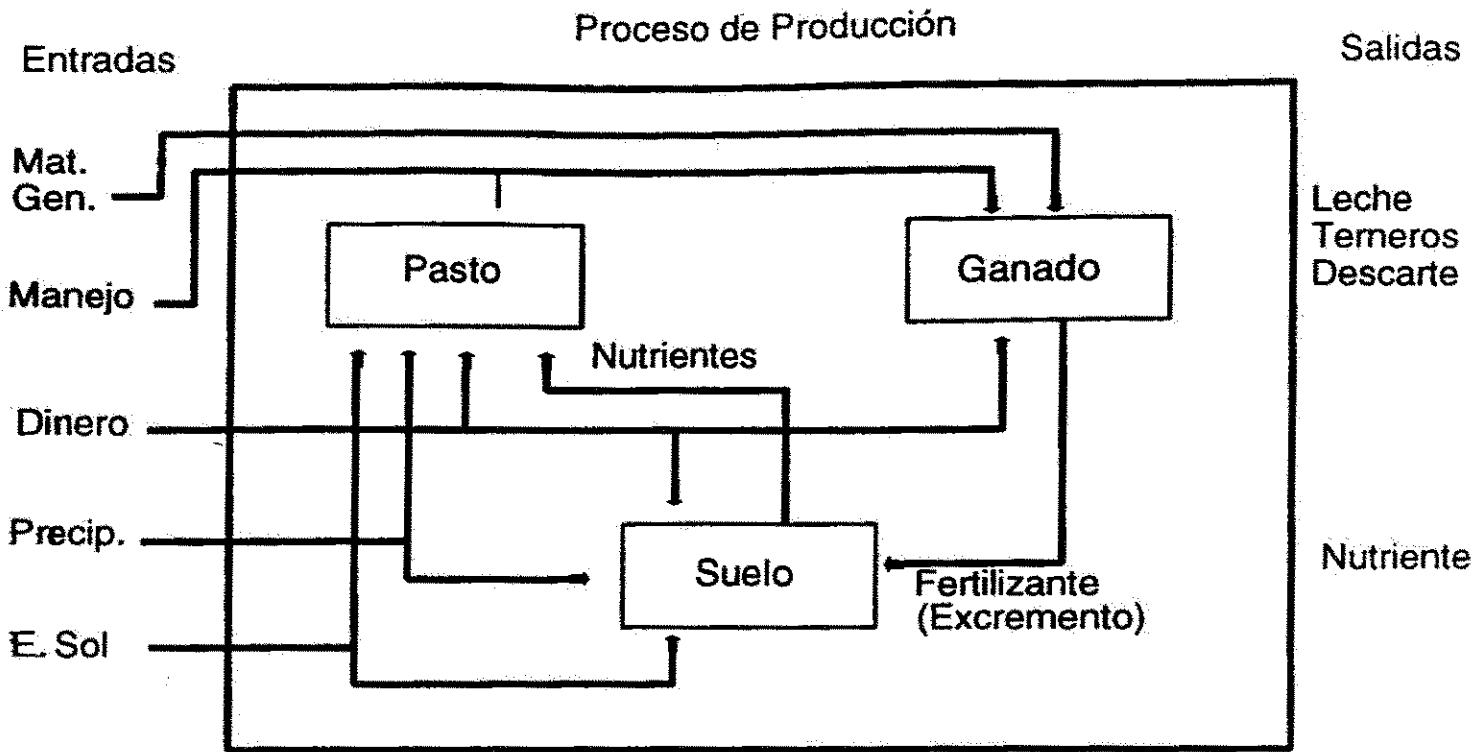 Proceso de Producción
Entradas
Salidas
Mat.
Gen.
Manejo
Dinero
Precip.
E. Sol
Pasto
Ganado
Nutrientes
Suelo
Fertilizante
(Excremento)
Leche
Terneros
Descarte
Nutriente